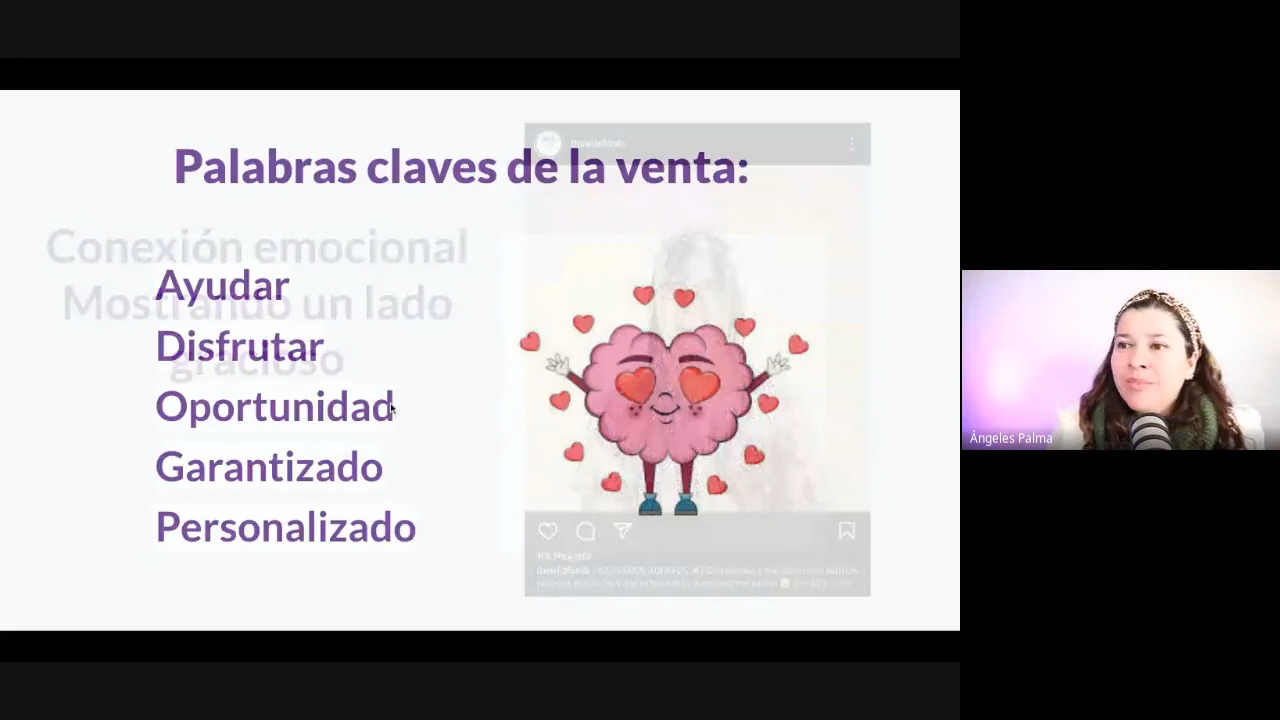 Palabras claves de la venta:
Conexión emocional
Ayudar
Mostrando un lado
Disfrutar
gracioso
Oportunidad
Garantizado
Personalizado
Ángeles Palma